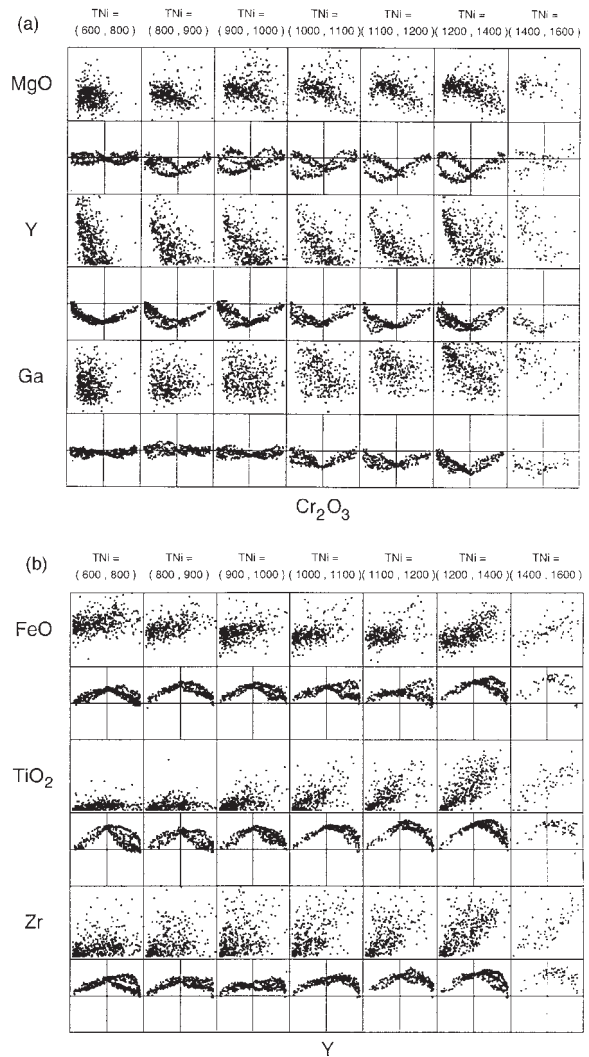 (a)
TNi = TNi = TNi = TNi = TNi = TNi = TNi =
( 600 , 800 ) ( 800 , 900 ) ( 900 , 1000 ) ( 1000 , 1100 )( 1100 , 1200 )( 1200 , 1400 )( 1400 , 1600 )
MgO
Y
Ga
Cr₂O₃
(b)
TNi = TNi = TNi = TNi = TNi = TNi = TNi =
( 600 , 800 ) ( 800 , 900 ) ( 900 , 1000 ) ( 1000 , 1100 )( 1100 , 1200 )( 1200 , 1400 )( 1400 , 1600 )
FeO
TiO₂
Zr
Y